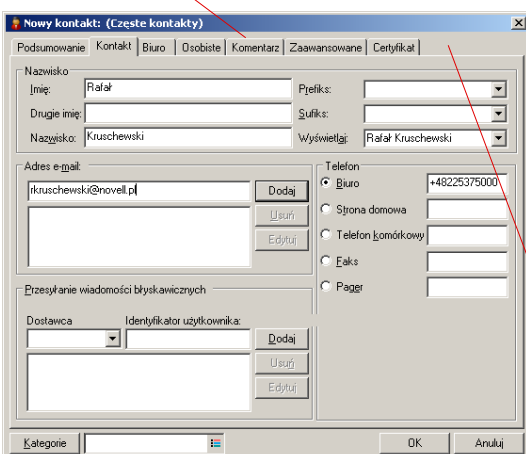 Nowy kontakt: (Częste kontakty)
Podsumowanie Kontakt Biuro Osobiste Komentarz Zaawansowane Certyfikat
Nazwisko
Imię: Rafał
Prefiks:
Drugie imię:
Sufiks:
Nazwisko: Kruschewski
Wyświetlaj: Rafał Kruschewski
Adres e-mail:
rkruschewski@novell.pl Dodaj
Usuń
Edytuj
Telefon
Biuro +48225375000
Strona domowa
Telefon komórkowy
Faks
Pager
Przesyłanie wiadomości błyskawicznych
Dostawca Identyfikator użytkownika:
Dodaj
Usuń
Edytuj
Kategorie OK Anuluj